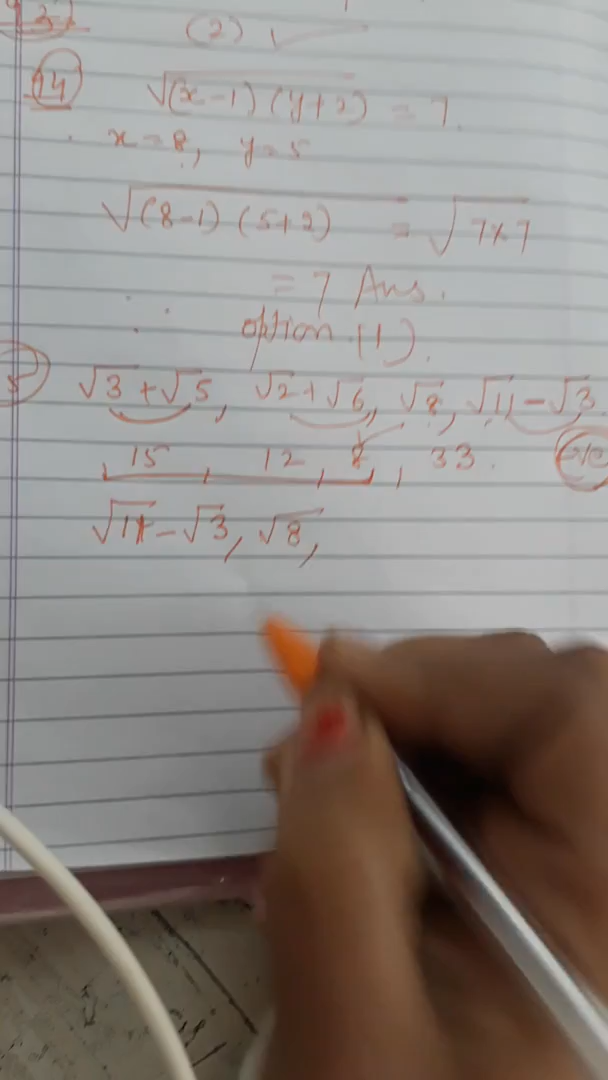 (2) ✓
14
√(x-1)(y+2) = 7.
x = 8, y = 5
√(8-1)(5+2) = √7×7
= 7 Ans.
∴ option (1).
√3+√5, √2+√6, √8, √11-√3.
15, 12, 8, 33.
√11-√3, √8,